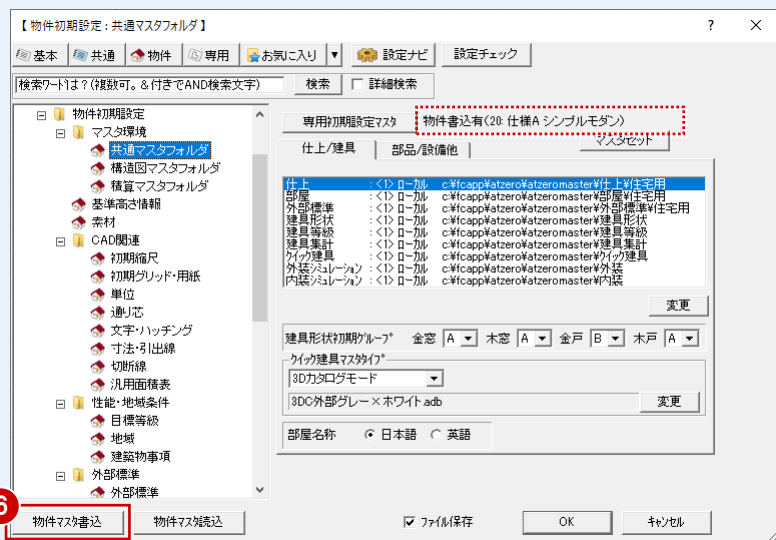 【 物件初期設定 : 共通マスタフォルダ 】
? ×
基本 共通 物件 専用 お気に入り ▼ 設定ナビ 設定チェック
検索ワードは？(複数可。＆付きでAND検索文字) 検索 詳細検索
物件初期設定
マスタ環境
共通マスタフォルダ
構造図マスタフォルダ
積算マスタフォルダ
基準高さ情報
素材
CAD関連
初期縮尺
初期グリッド・用紙
単位
通り芯
文字・ハッチング
寸法・引出線
切断線
汎用面積表
性能・地域条件
目標等級
地域
建築物事項
外部標準
外部標準
専用初期設定マスタ 物件書込有(20: 仕様A シンプルモダン)
マスタセット
仕上/建具 部品/設備他
仕上 : <1> ローカル c:¥fcapp¥atzero¥atzeromaster¥仕上¥住宅用
部屋 : <1> ローカル c:¥fcapp¥atzero¥atzeromaster¥部屋¥住宅用
外部標準 : <1> ローカル c:¥fcapp¥atzero¥atzeromaster¥外部標準¥住宅用
建具形状 : <1> ローカル c:¥fcapp¥atzero¥atzeromaster¥建具形状
建具等級 : <1> ローカル c:¥fcapp¥atzero¥atzeromaster¥建具等級
建具集計 : <1> ローカル c:¥fcapp¥atzero¥atzeromaster¥建具集計
クイック建具 : <1> ローカル c:¥fcapp¥atzero¥atzeromaster¥クイック建具
外装シミュレーション : <1> ローカル c:¥fcapp¥atzero¥atzeromaster¥外装
内装シミュレーション : <1> ローカル c:¥fcapp¥atzero¥atzeromaster¥内装
変更
建具形状初期グループ 金窓 A 木窓 A 金戸 B 木戸 A
クイック建具マスタタイプ
3Dカタログモード
3DC外部グレー×ホワイト.adb 変更
部屋名称 日本語 英語
6
物件マスタ書込 物件マスタ読込 ファイル保存 OK キャンセル